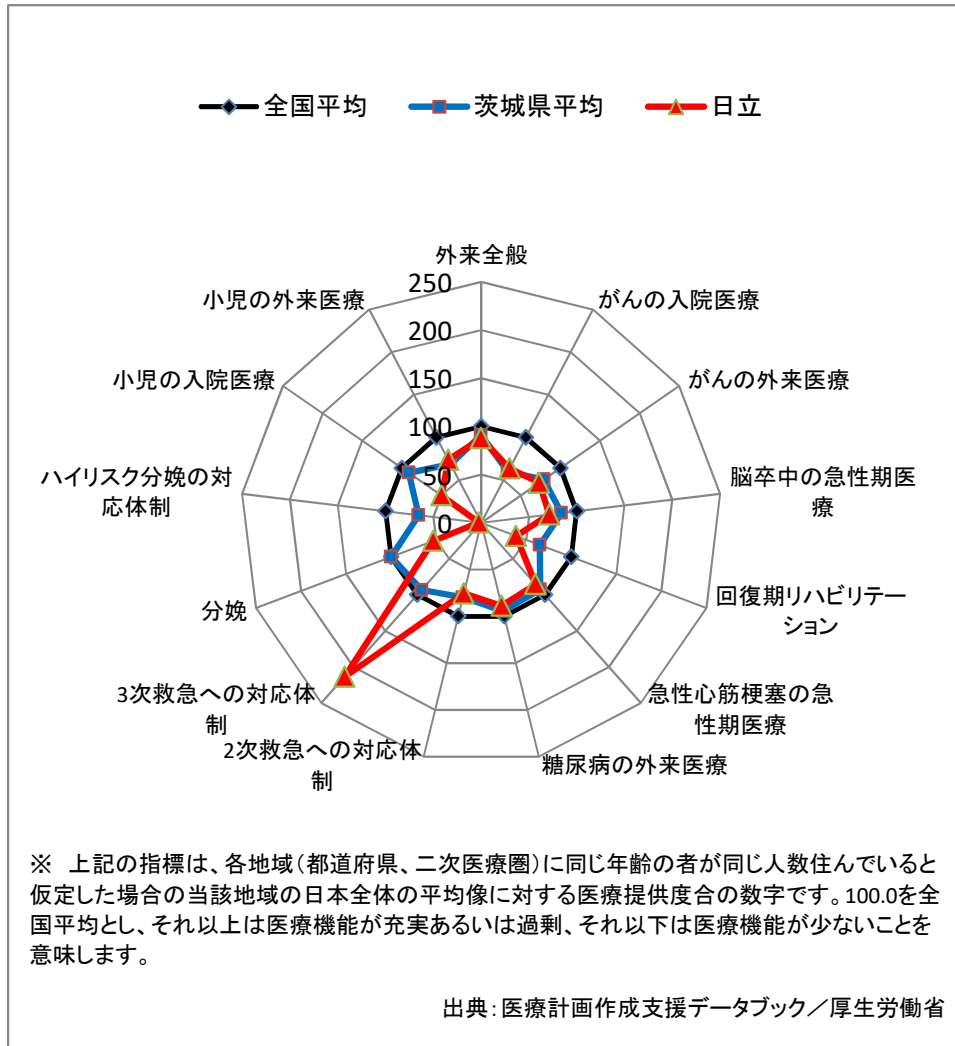 全国平均 茨城県平均 日立
外来全般
小児の外来医療 がんの入院医療
小児の入院医療 がんの外来医療
ハイリスク分娩の対
応体制
脳卒中の急性期医療
分娩
回復期リハビリテー
ション
3次救急への対応体
制
急性心筋梗塞の急
性期医療
2次救急への対応体
制
糖尿病の外来医療
250
200
150
100
50
0
※ 上記の指標は、各地域(都道府県、二次医療圏)に同じ年齢の者が同じ人数住んでいると
仮定した場合の当該地域の日本全体の平均像に対する医療提供度合の数字です。100.0を全
国平均とし、それ以上は医療機能が充実あるいは過剰、それ以下は医療機能が少ないことを
意味します。
出典:医療計画作成支援データブック/厚生労働省